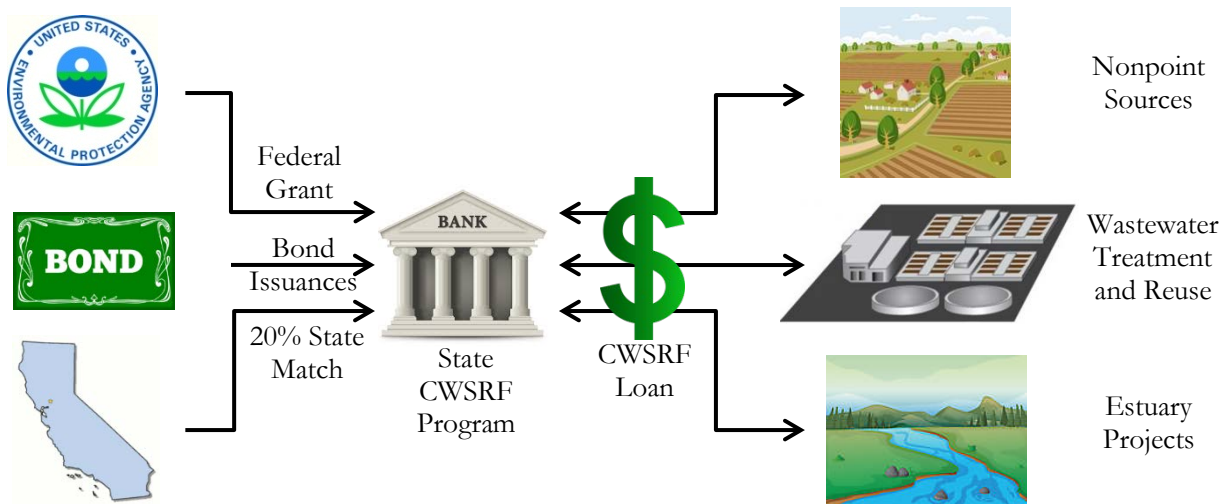 UNITED STATES
ENVIRONMENTAL PROTECTION AGENCY
Federal
Grant
BOND
Bond
Issuances
20% State
Match
BANK
State
CWSRF
Program
CWSRF
Loan
Nonpoint
Sources
Wastewater
Treatment
and Reuse
Estuary
Projects